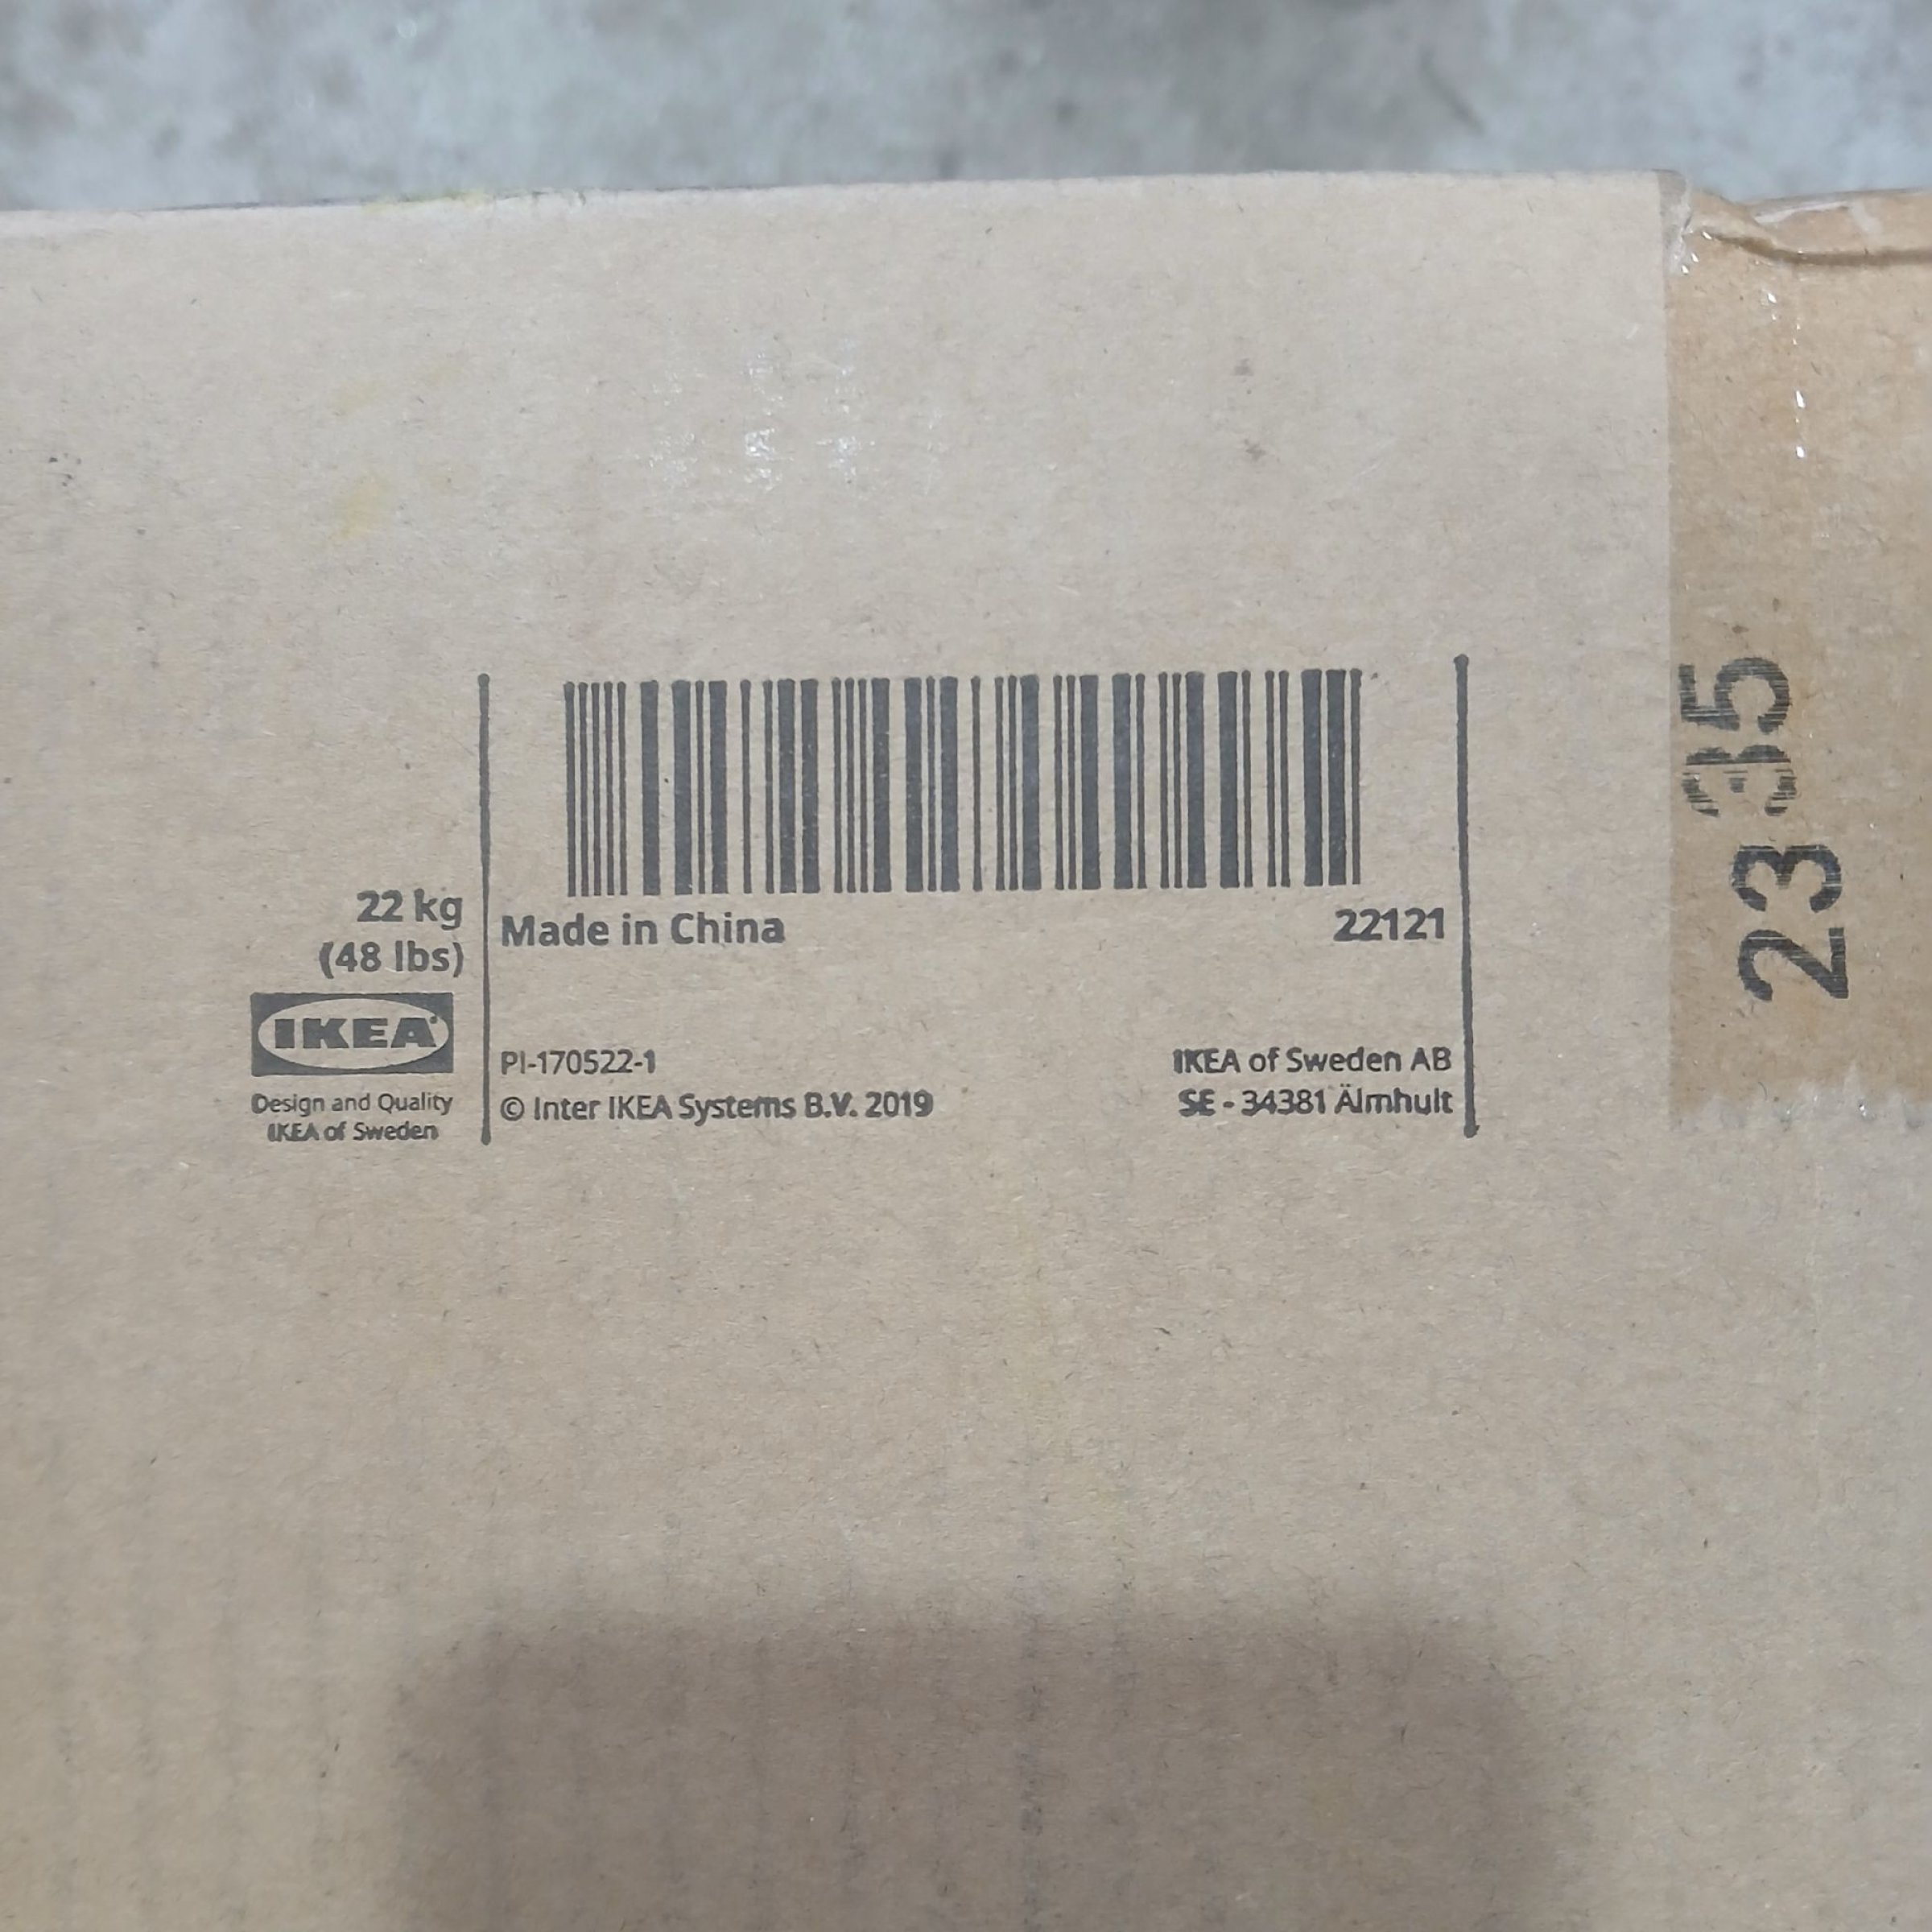 22 kg
(48 lbs)
IKEA
Design and Quality
IKEA of Sweden
Made in China
22121
PI-170522-1
© Inter IKEA Systems B.V. 2019
IKEA of Sweden AB
SE - 34381 Älmhult
2335